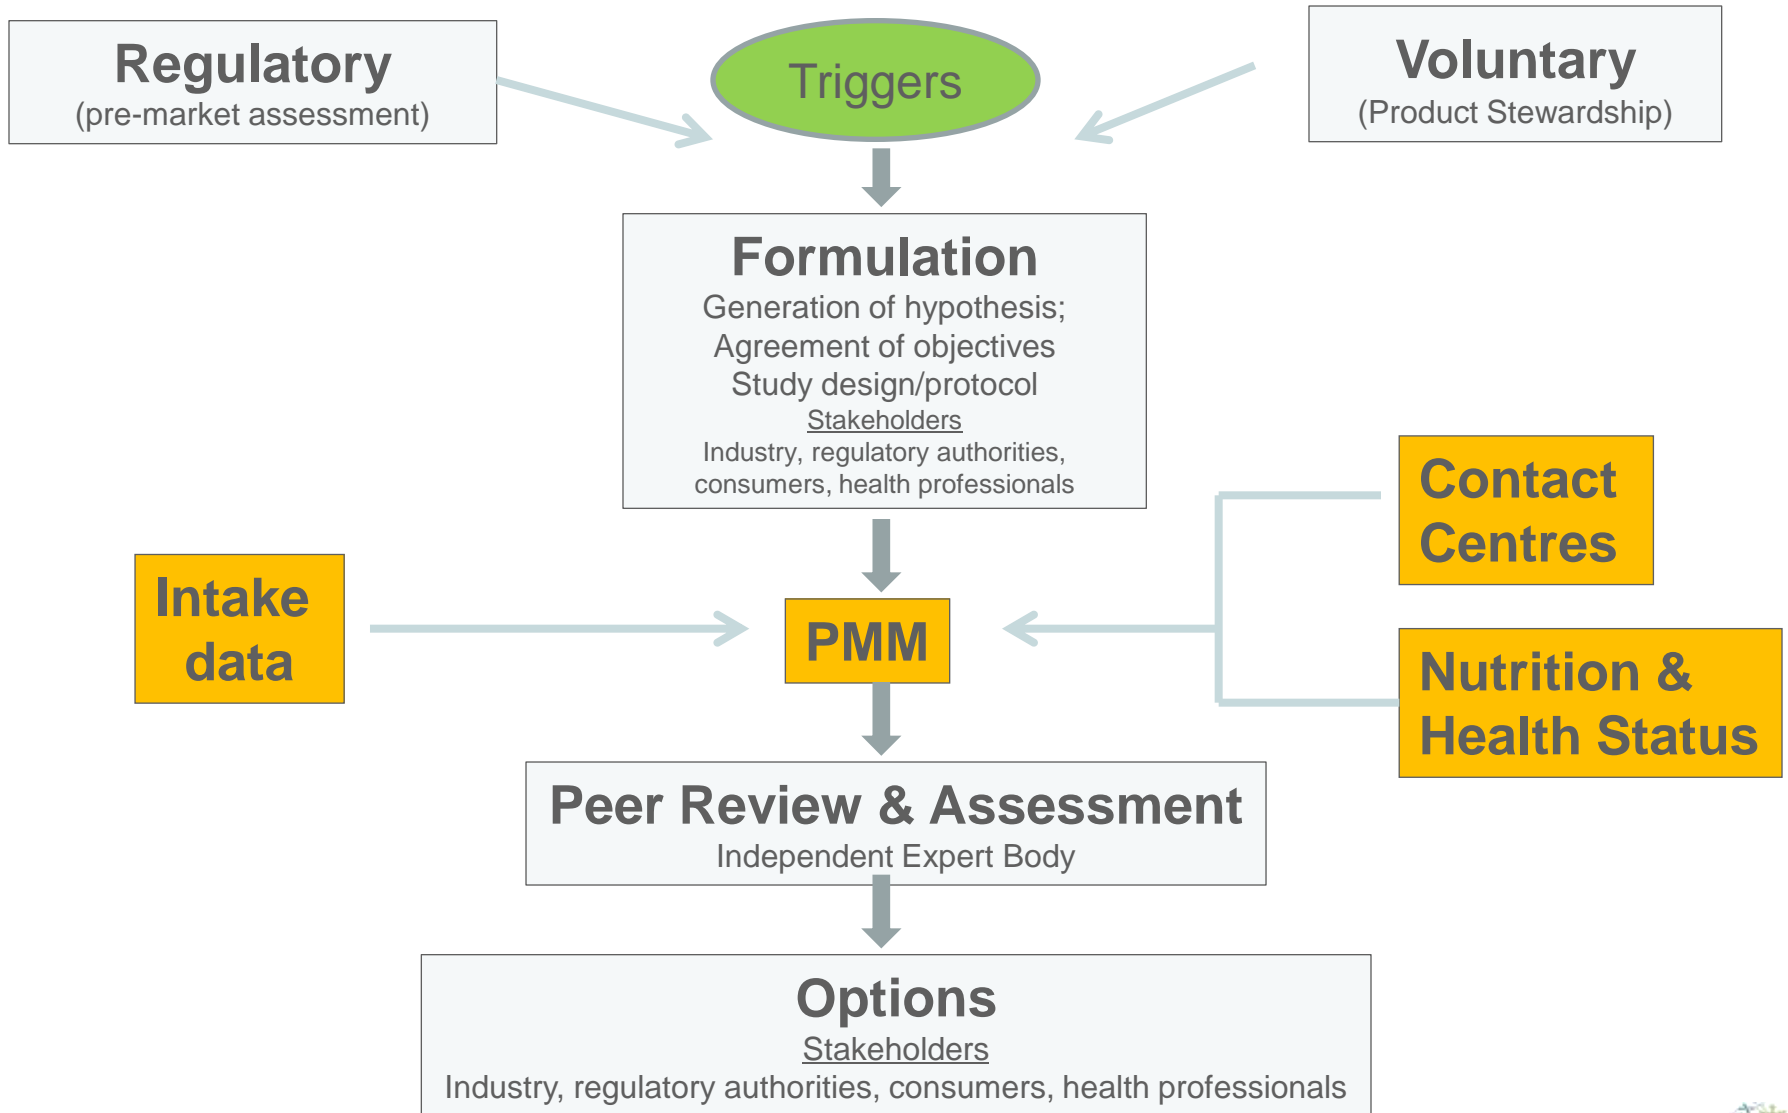 Regulatory
(pre-market assessment)
Triggers
Voluntary
(Product Stewardship)
Formulation
Generation of hypothesis;
Agreement of objectives
Study design/protocol
Stakeholders
Industry, regulatory authorities,
consumers, health professionals
Contact
Centres
Intake
data
PMM
Nutrition &
Health Status
Peer Review & Assessment
Independent Expert Body
Options
Stakeholders
Industry, regulatory authorities, consumers, health professionals